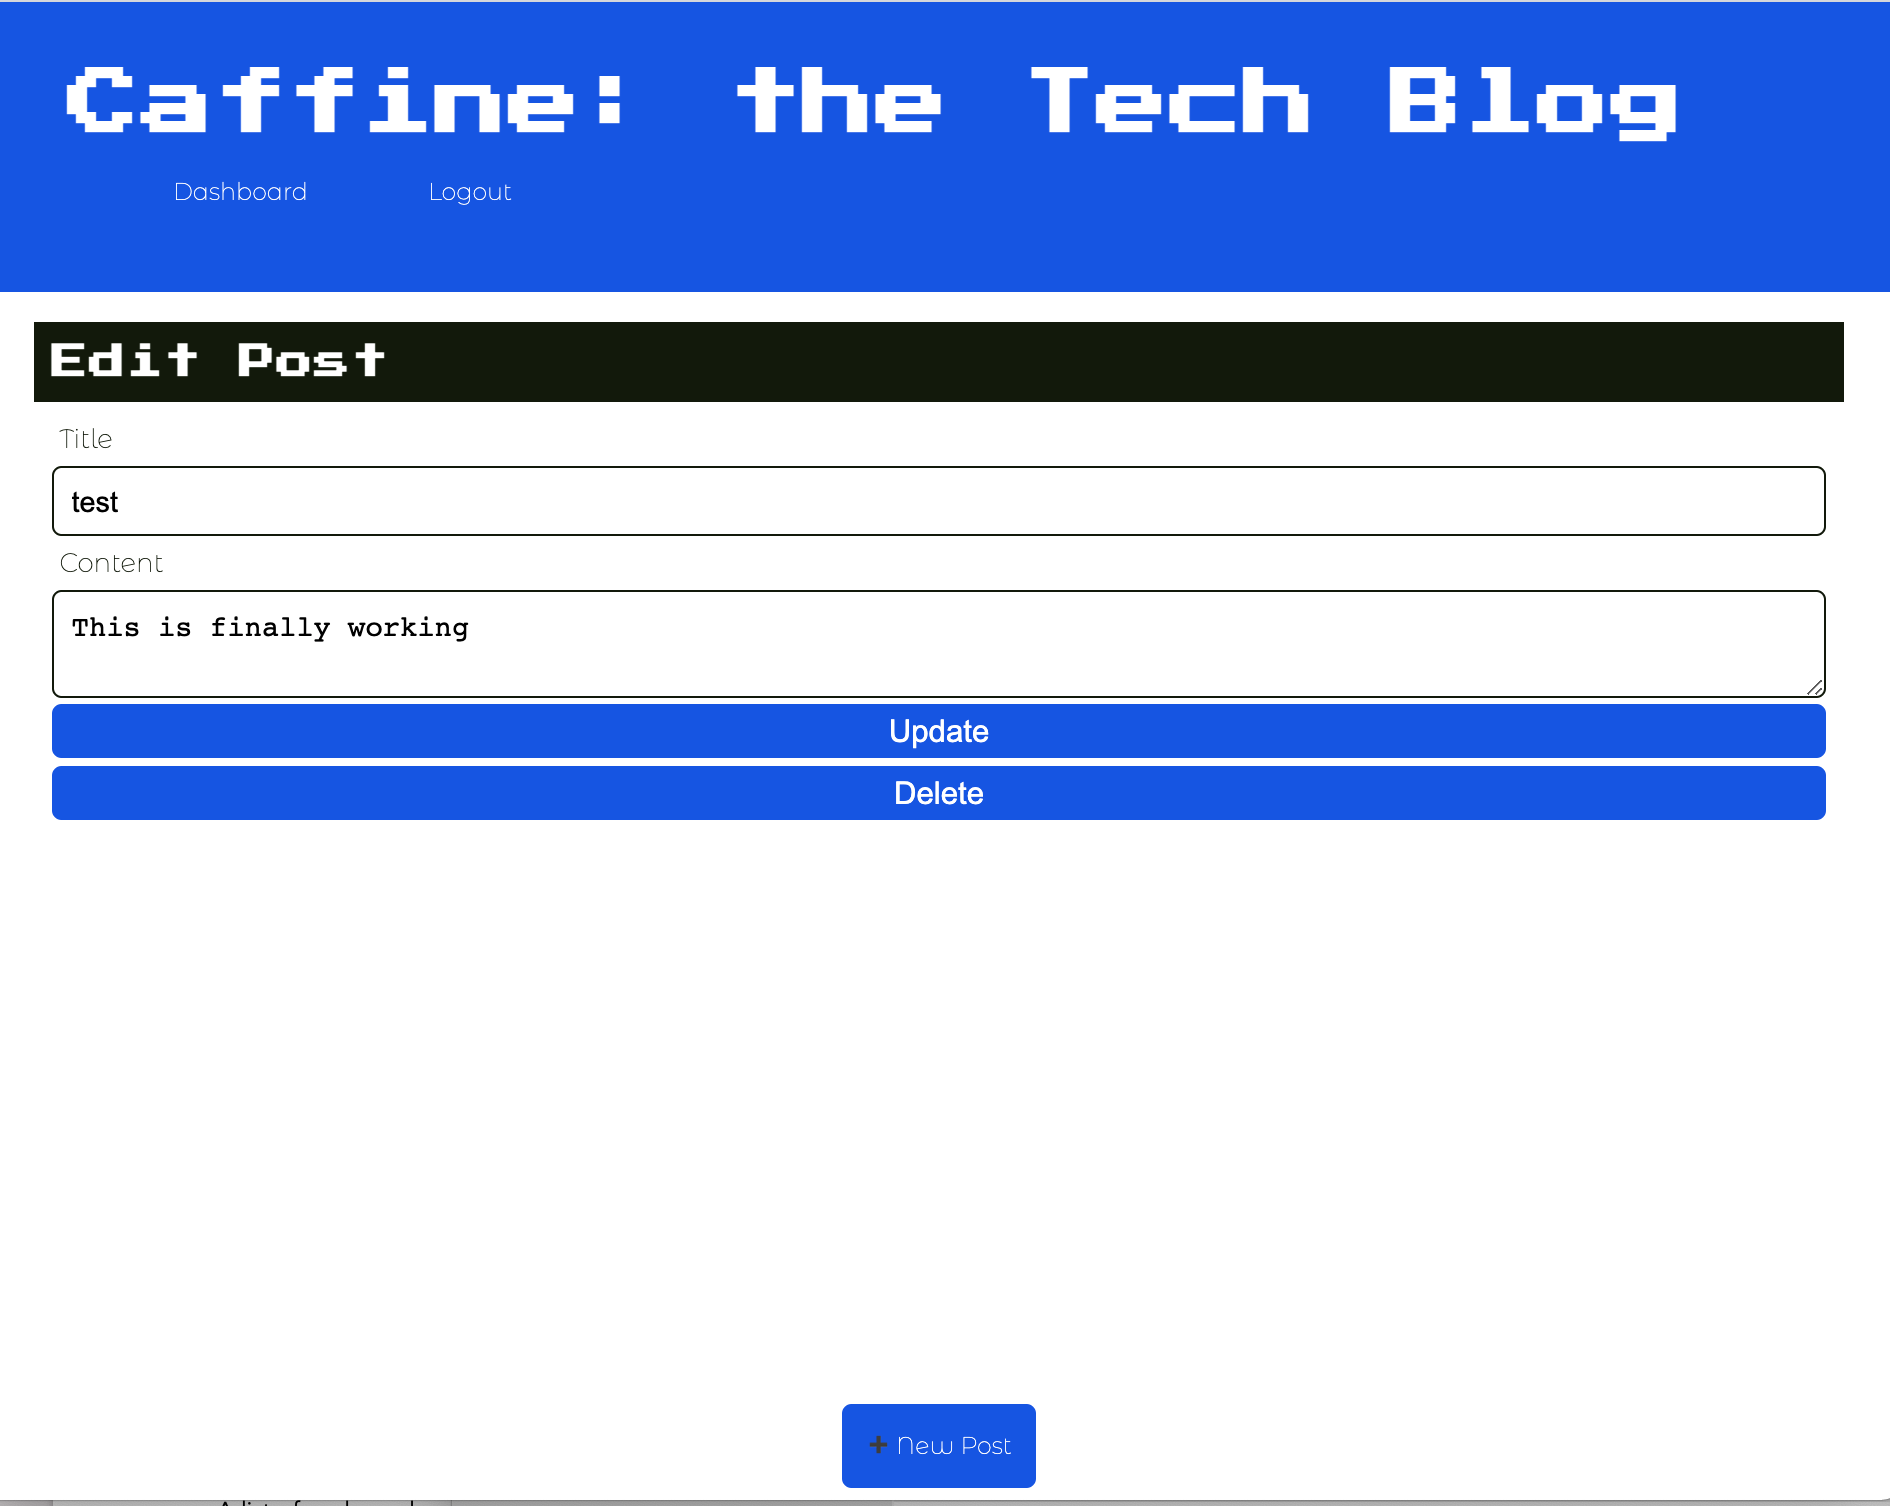 Caffine: the Tech Blog
Dashboard Logout
Edit Post
Title
test
Content
This is finally working
Update
Delete
+ New Post